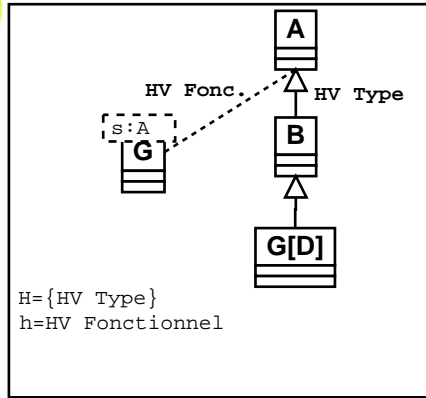 A
HV Fonc.
HV Type
s:A
G
B
G[D]
H={HV Type}
h=HV Fonctionnel